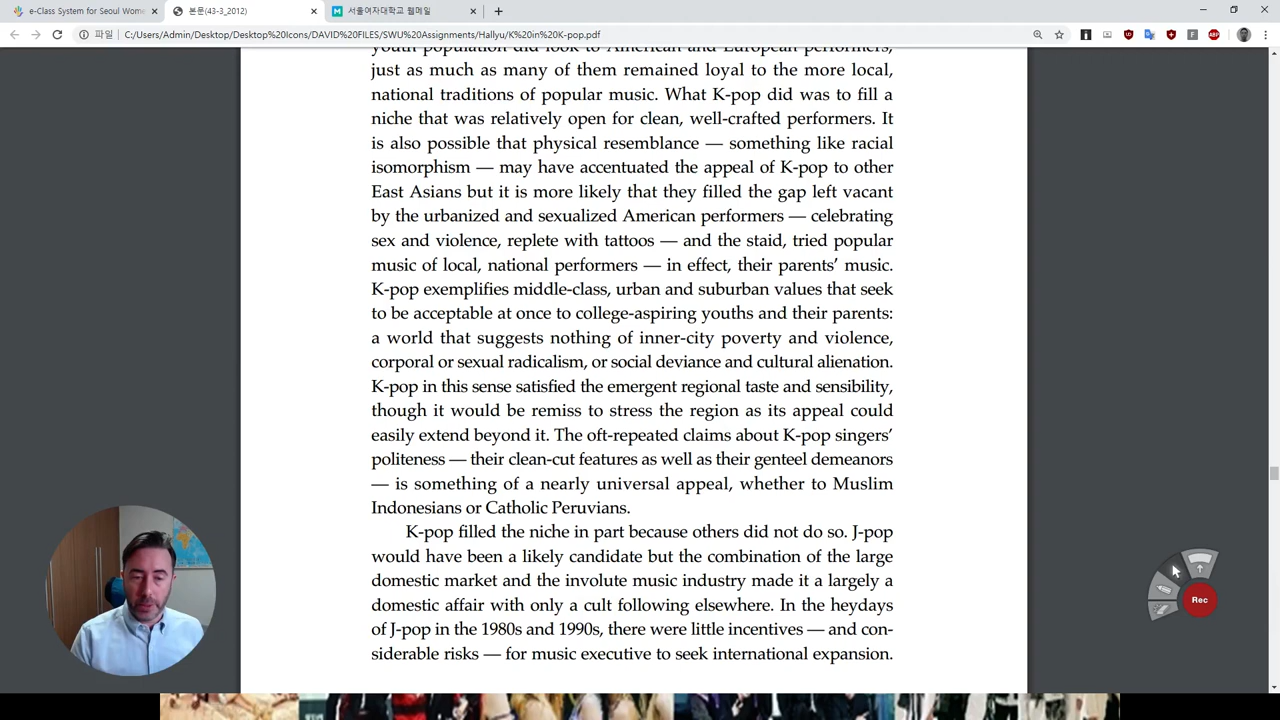 e-Class System for Seoul Wome
본문(43-3_2012)
서울여자대학교 웹메일
파일
C:/Users/Admin/Desktop/Desktop%20Icons/DAVID%20FILES/SWU%20Assignments/Hallyu/K%20in%20K-pop.pdf
youth population did look to American and European performers,
just as much as many of them remained loyal to the more local,
national traditions of popular music. What K-pop did was to fill a
niche that was relatively open for clean, well-crafted performers. It
is also possible that physical resemblance — something like racial
isomorphism — may have accentuated the appeal of K-pop to other
East Asians but it is more likely that they filled the gap left vacant
by the urbanized and sexualized American performers — celebrating
sex and violence, replete with tattoos — and the staid, tried popular
music of local, national performers — in effect, their parents’ music.
K-pop exemplifies middle-class, urban and suburban values that seek
to be acceptable at once to college-aspiring youths and their parents:
a world that suggests nothing of inner-city poverty and violence,
corporal or sexual radicalism, or social deviance and cultural alienation.
K-pop in this sense satisfied the emergent regional taste and sensibility,
though it would be remiss to stress the region as its appeal could
easily extend beyond it. The oft-repeated claims about K-pop singers’
politeness — their clean-cut features as well as their genteel demeanors
— is something of a nearly universal appeal, whether to Muslim
Indonesians or Catholic Peruvians.
K-pop filled the niche in part because others did not do so. J-pop
would have been a likely candidate but the combination of the large
domestic market and the involute music industry made it a largely a
domestic affair with only a cult following elsewhere. In the heydays
of J-pop in the 1980s and 1990s, there were little incentives — and con-
siderable risks — for music executive to seek international expansion.
Rec